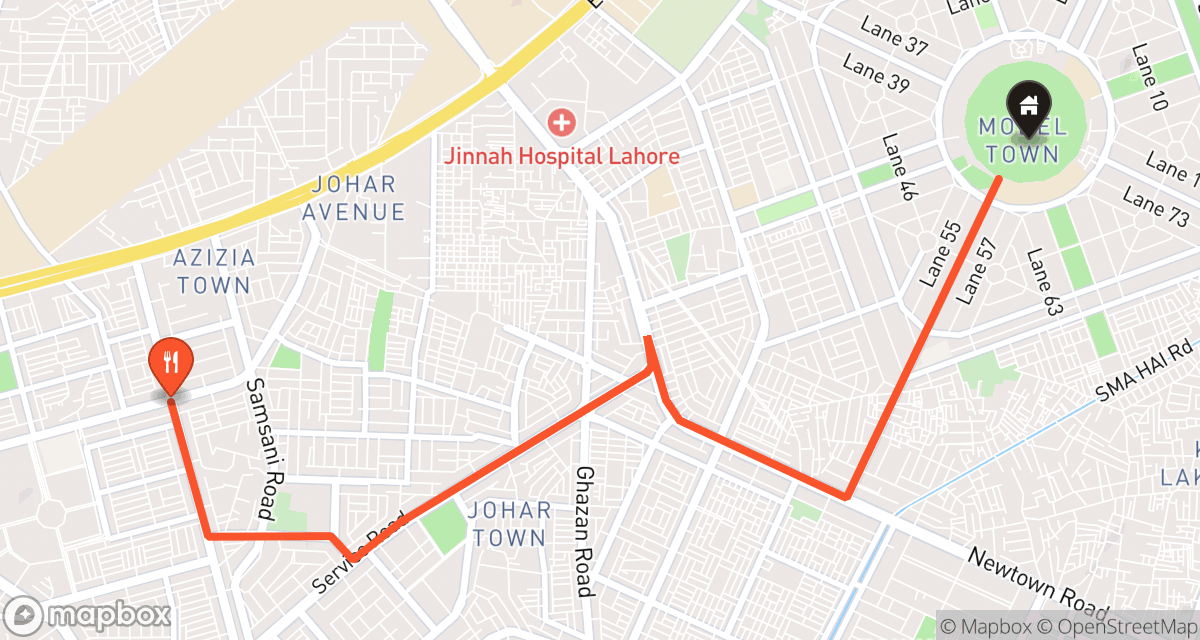 Lane 37
Lane 39
Lane 10
Jinnah Hospital Lahore
MODEL
TOWN
Lane 46
JOHAR
AVENUE
Lane 73
AZIZIA
TOWN
Lane 55
Lane 57
Lane 63
SMA HAI Rd
Samsani Road
Ghazan Road
JOHAR
TOWN
Service Road
Newtown Road
mapbox
© Mapbox © OpenStreetMap